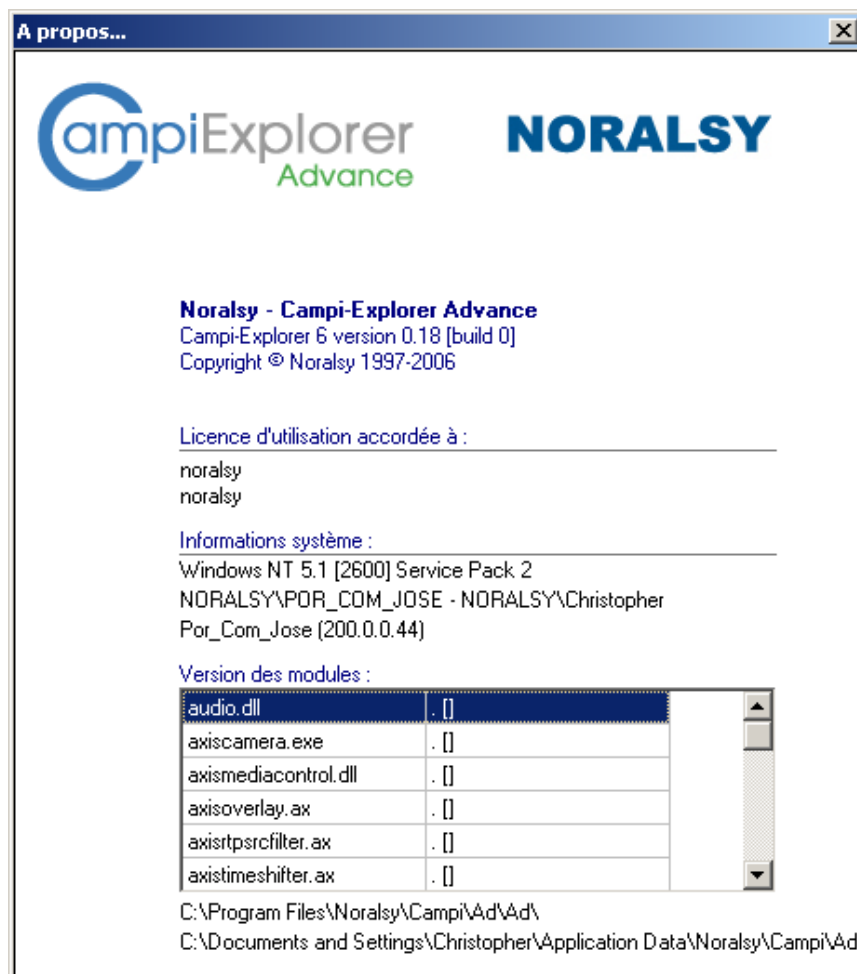 A propos...
CampiExplorer
Advance
NORALSY
Noralsy - Campi-Explorer Advance
Campi-Explorer 6 version 0.18 [build 0]
Copyright © Noralsy 1997-2006
Licence d'utilisation accordée à :
noralsy
noralsy
Informations système :
Windows NT 5.1 [2600] Service Pack 2
NORALSY\POR_COM_JOSE - NORALSY\Christopher
Por_Com_Jose (200.0.0.44)
Version des modules :
audio.dll . []
axiscamera.exe . []
axismediacontrol.dll . []
axisoverlay.ax . []
axisrtpsrcfilter.ax . []
axistimeshifter.ax . []
C:\Program Files\Noralsy\Campi\Ad\Ad\
C:\Documents and Settings\Christopher\Application Data\Noralsy\Campi\Ad